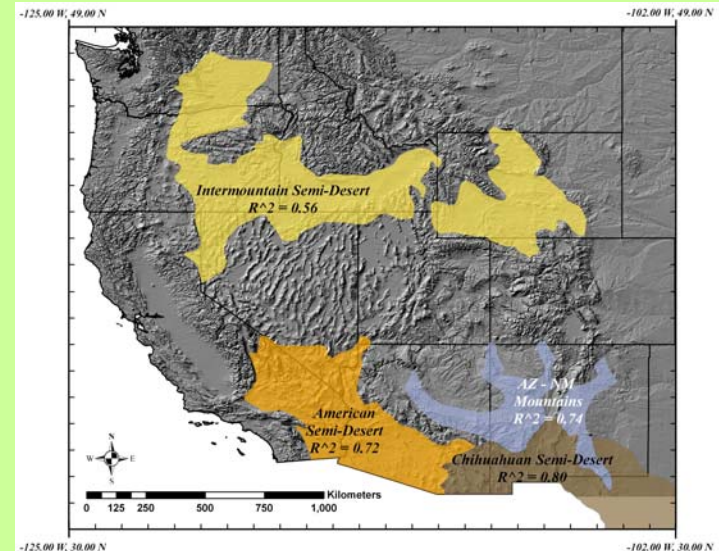 -125.00 W, 49.00 N
-102.00 W, 49.00 N
Intermountain Semi-Desert
R^2 = 0.56
AZ - NM
Mountains
R^2 = 0.74
American
Semi-Desert
R^2 = 0.72
Chihuahuan Semi-Desert
R^2 = 0.80
N
W E
S
Kilometers
0 125 250 500 750 1,000
-125.00 W, 30.00 N
-102.00 W, 30.00 N